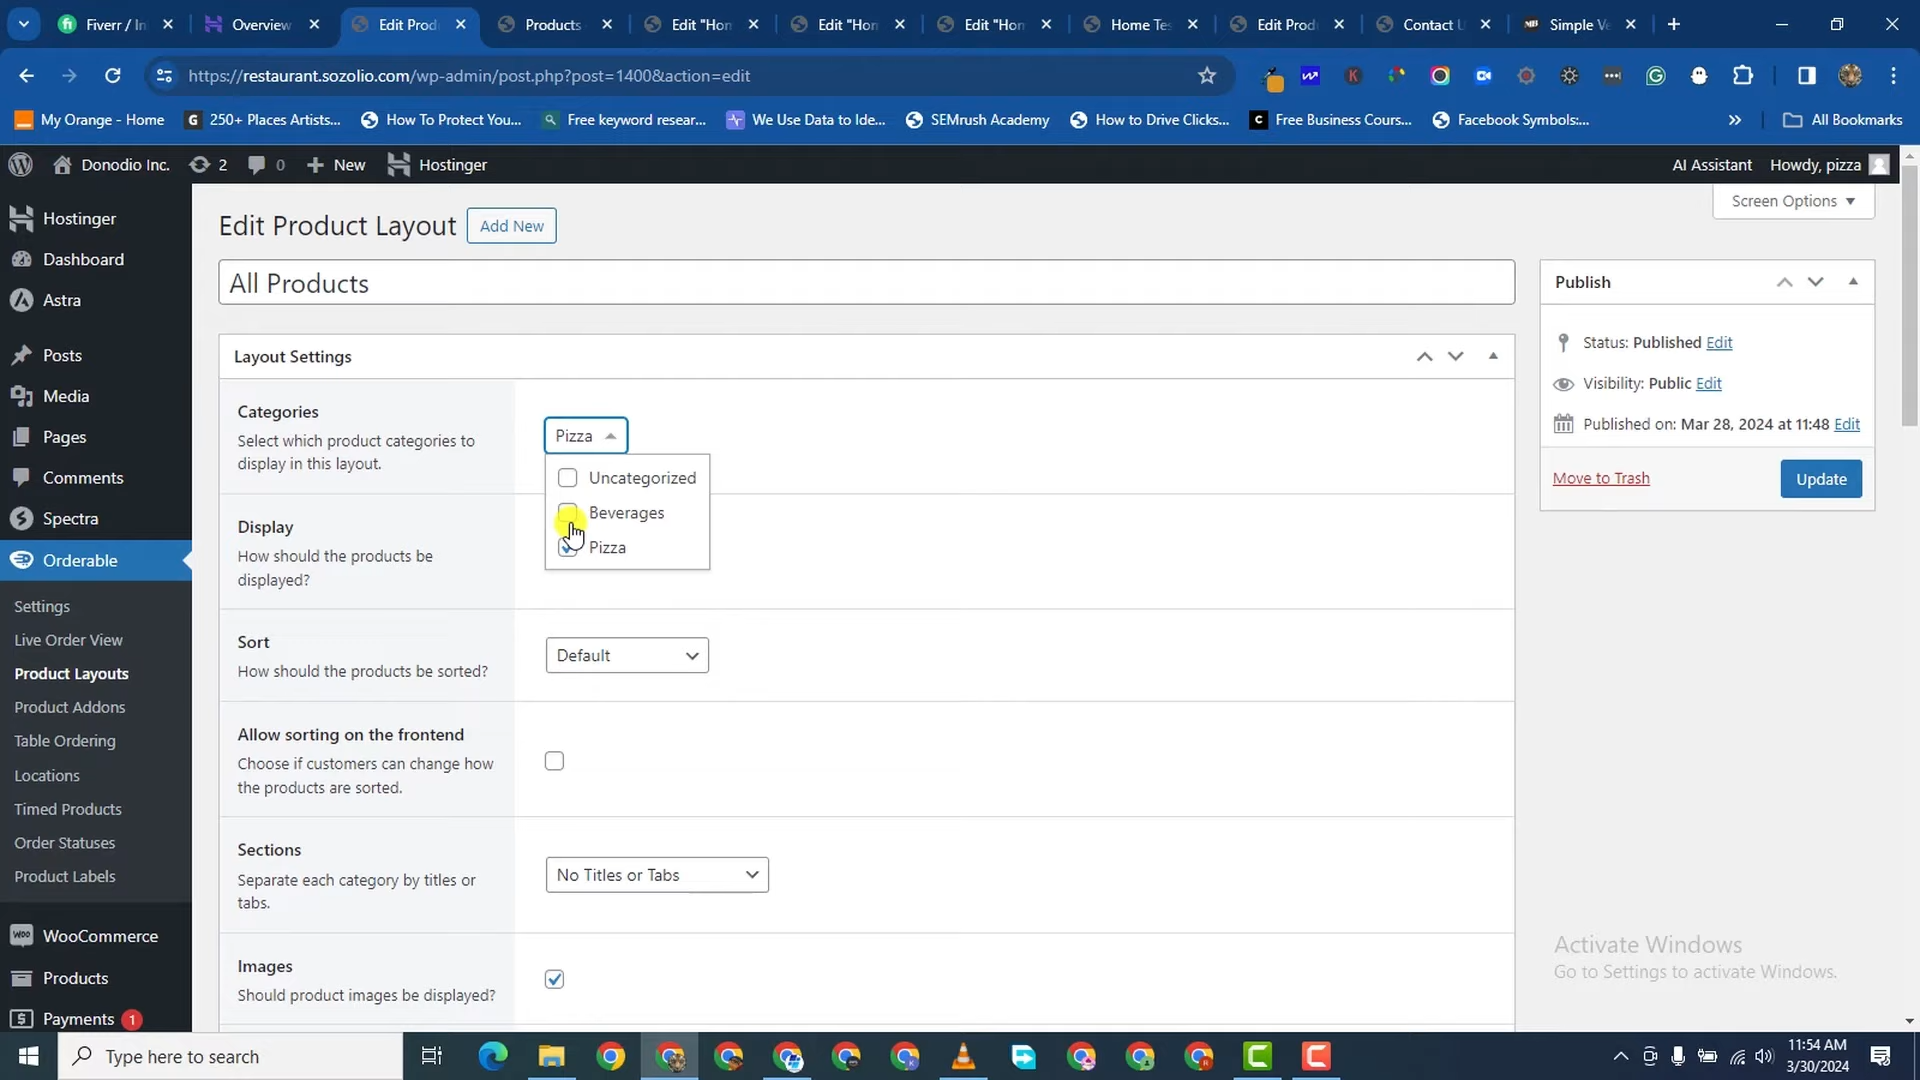 Fiverr / In
Overview
Edit Prod
Products
Edit "Hom
Edit "Hom
Edit "Hom
Home Tes
Edit Prod
Contact U
Simple Ve
https://restaurant.sozolio.com/wp-admin/post.php?post=1400&action=edit
My Orange - Home
250+ Places Artists...
How To Protect You...
Free keyword resear...
We Use Data to Ide...
SEMrush Academy
How to Drive Clicks...
Free Business Cours...
Facebook Symbols:...
All Bookmarks
Donodio Inc.
2
0
New
Hostinger
AI Assistant
Howdy, pizza
Hostinger
Dashboard
Astra
Posts
Media
Pages
Comments
Spectra
Orderable
Settings
Live Order View
Product Layouts
Product Addons
Table Ordering
Locations
Timed Products
Order Statuses
Product Labels
WooCommerce
Products
Payments 1
Screen Options
Edit Product Layout
Add New
All Products
Layout Settings
Categories
Select which product categories to
display in this layout.
Pizza
Uncategorized
Beverages
Pizza
Display
How should the products be
displayed?
Sort
How should the products be sorted?
Default
Allow sorting on the frontend
Choose if customers can change how
the products are sorted.
Sections
Separate each category by titles or
tabs.
No Titles or Tabs
Images
Should product images be displayed?
Publish
Status: Published Edit
Visibility: Public Edit
Published on: Mar 28, 2024 at 11:48 Edit
Move to Trash
Update
Activate Windows
Go to Settings to activate Windows.
Type here to search
11:54 AM
3/30/2024